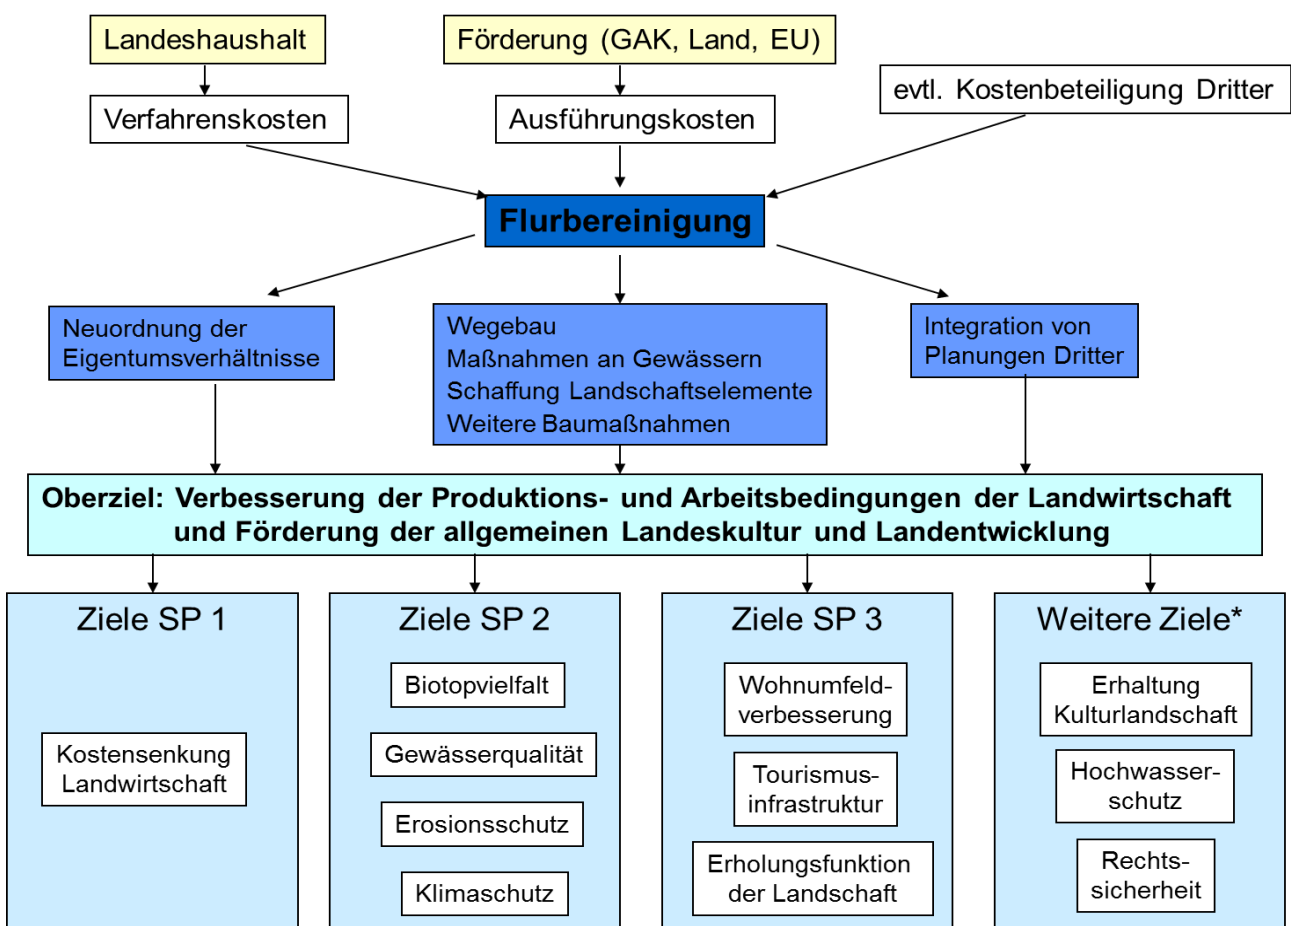 Landeshaushalt
Förderung (GAK, Land, EU)
evtl. Kostenbeteiligung Dritter
Verfahrenskosten
Ausführungskosten
Flurbereinigung
Neuordnung der
Eigentumsverhältnisse
Wegebau
Maßnahmen an Gewässern
Schaffung Landschaftselemente
Weitere Baumaßnahmen
Integration von
Planungen Dritter
Oberziel: Verbesserung der Produktions- und Arbeitsbedingungen der Landwirtschaft
und Förderung der allgemeinen Landeskultur und Landentwicklung
Ziele SP 1
Kostensenkung
Landwirtschaft
Ziele SP 2
Biotopvielfalt
Gewässerqualität
Erosionsschutz
Klimaschutz
Ziele SP 3
Wohnumfeld-
verbesserung
Tourismus-
infrastruktur
Erholungsfunktion
der Landschaft
Weitere Ziele*
Erhaltung
Kulturlandschaft
Hochwasser-
schutz
Rechts-
sicherheit